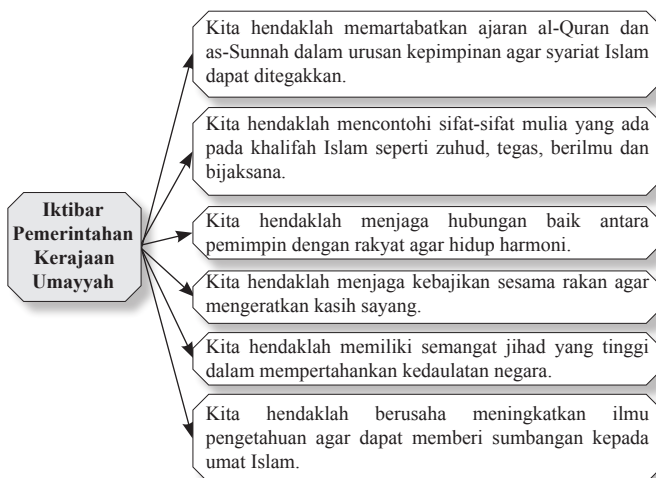 Kita hendaklah memartabatkan ajaran al-Quran dan
as-Sunnah dalam urusan kepimpinan agar syariat Islam
dapat ditegakkan.
Kita hendaklah mencontohi sifat-sifat mulia yang ada
pada khalifah Islam seperti zuhud, tegas, berilmu dan
bijaksana.
Iktibar
Pemerintahan
Kerajaan
Umayyah
Kita hendaklah menjaga hubungan baik antara
pemimpin dengan rakyat agar hidup harmoni.
Kita hendaklah menjaga kebajikan sesama rakan agar
mengeratkan kasih sayang.
Kita hendaklah memiliki semangat jihad yang tinggi
dalam mempertahankan kedaulatan negara.
Kita hendaklah berusaha meningkatkan ilmu
pengetahuan agar dapat memberi sumbangan kepada
umat Islam.